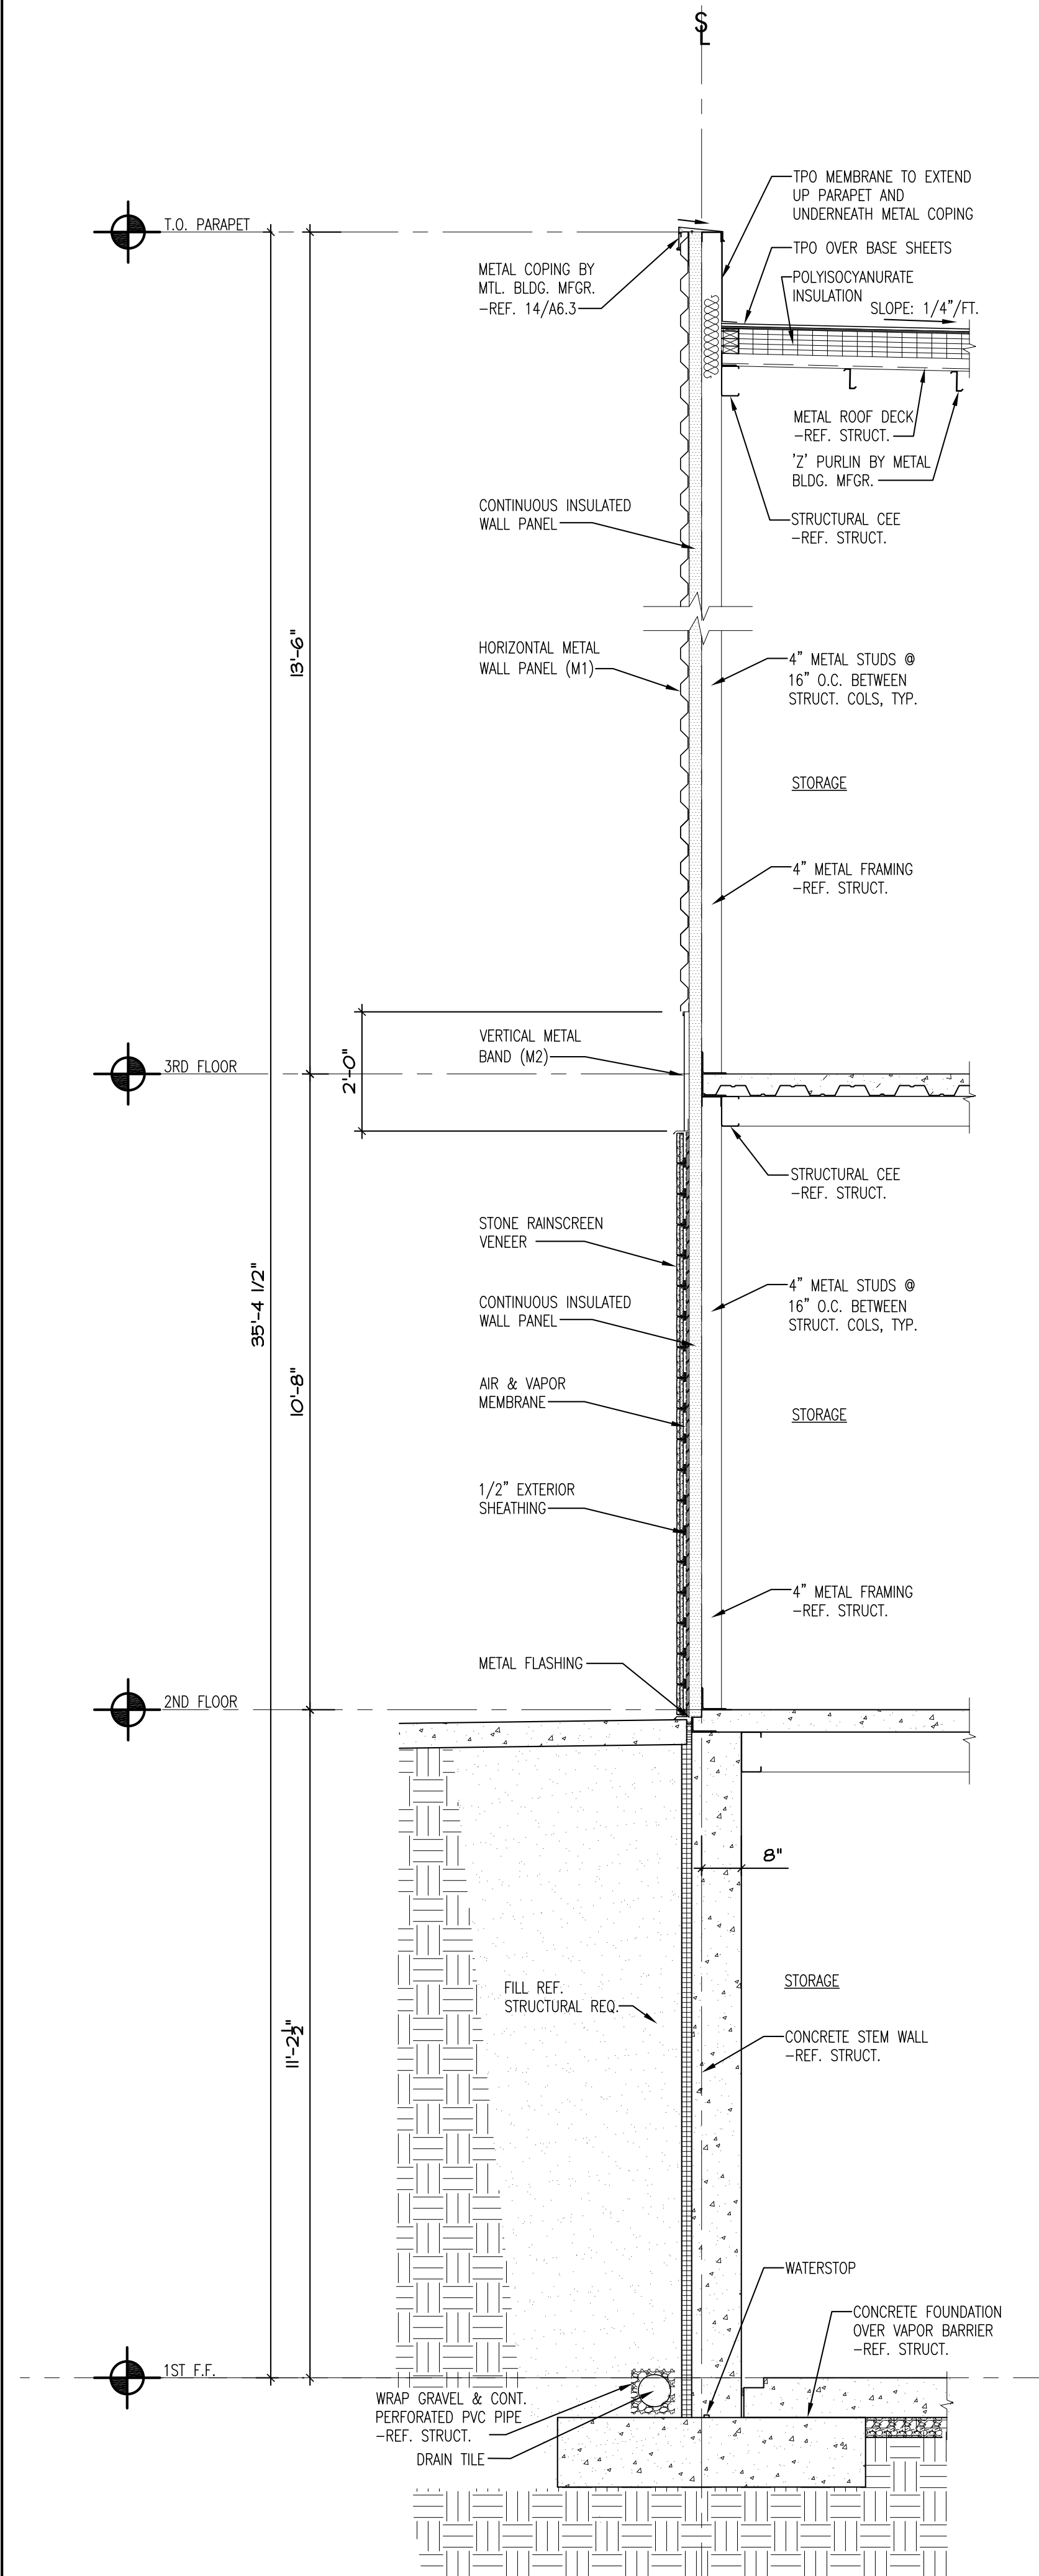 TPO MEMBRANE TO EXTEND
UP PARAPET AND
UNDERNEATH METAL COPING
T.O. PARAPET
TPO OVER BASE SHEETS
METAL COPING BY
MTL. BLDG. MFGR.
-REF. 14/A6.3
POLYISOCYANURATE
INSULATION
SLOPE: 1/4"/FT.
METAL ROOF DECK
-REF. STRUCT.
'Z' PURLIN BY METAL
BLDG. MFGR.
CONTINUOUS INSULATED
WALL PANEL
STRUCTURAL CEE
-REF. STRUCT.
13'-6"
HORIZONTAL METAL
WALL PANEL (M1)
4" METAL STUDS @
16" O.C. BETWEEN
STRUCT. COLS, TYP.
STORAGE
4" METAL FRAMING
-REF. STRUCT.
VERTICAL METAL
BAND (M2)
2'-0"
3RD FLOOR
STRUCTURAL CEE
-REF. STRUCT.
STONE RAINSCREEN
VENEER
35'-4 1/2"
CONTINUOUS INSULATED
WALL PANEL
4" METAL STUDS @
16" O.C. BETWEEN
STRUCT. COLS, TYP.
10'-8"
AIR & VAPOR
MEMBRANE
STORAGE
1/2" EXTERIOR
SHEATHING
4" METAL FRAMING
-REF. STRUCT.
METAL FLASHING
2ND FLOOR
8"
STORAGE
FILL REF.
STRUCTURAL REQ.
11'-2 1/2"
CONCRETE STEM WALL
-REF. STRUCT.
WATERSTOP
CONCRETE FOUNDATION
OVER VAPOR BARRIER
-REF. STRUCT.
1ST F.F.
WRAP GRAVEL & CONT.
PERFORATED PVC PIPE
-REF. STRUCT.
DRAIN TILE